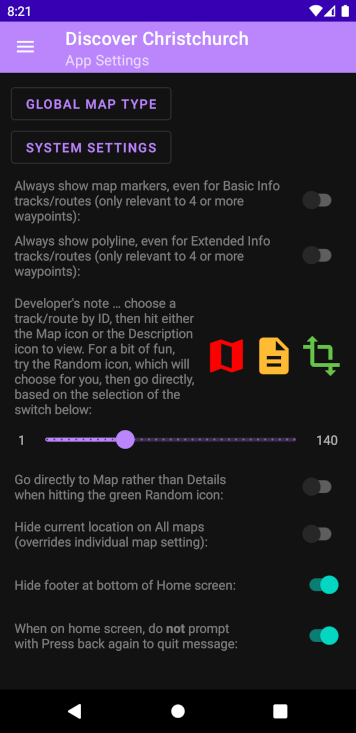 8:21
Discover Christchurch
App Settings
GLOBAL MAP TYPE
SYSTEM SETTINGS
Always show map markers, even for Basic Info
tracks/routes (only relevant to 4 or more
waypoints):
Always show polyline, even for Extended Info
tracks/routes (only relevant to 4 or more
waypoints):
Developer's note ... choose a
track/route by ID, then hit either
the Map icon or the Description
icon to view. For a bit of fun,
try the Random icon, which will
choose for you, then go directly,
based on the selection of the
switch below:
1 140
Go directly to Map rather than Details
when hitting the green Random icon:
Hide current location on All maps
(overrides individual map setting):
Hide footer at bottom of Home screen:
When on home screen, do not prompt
with Press back again to quit message: